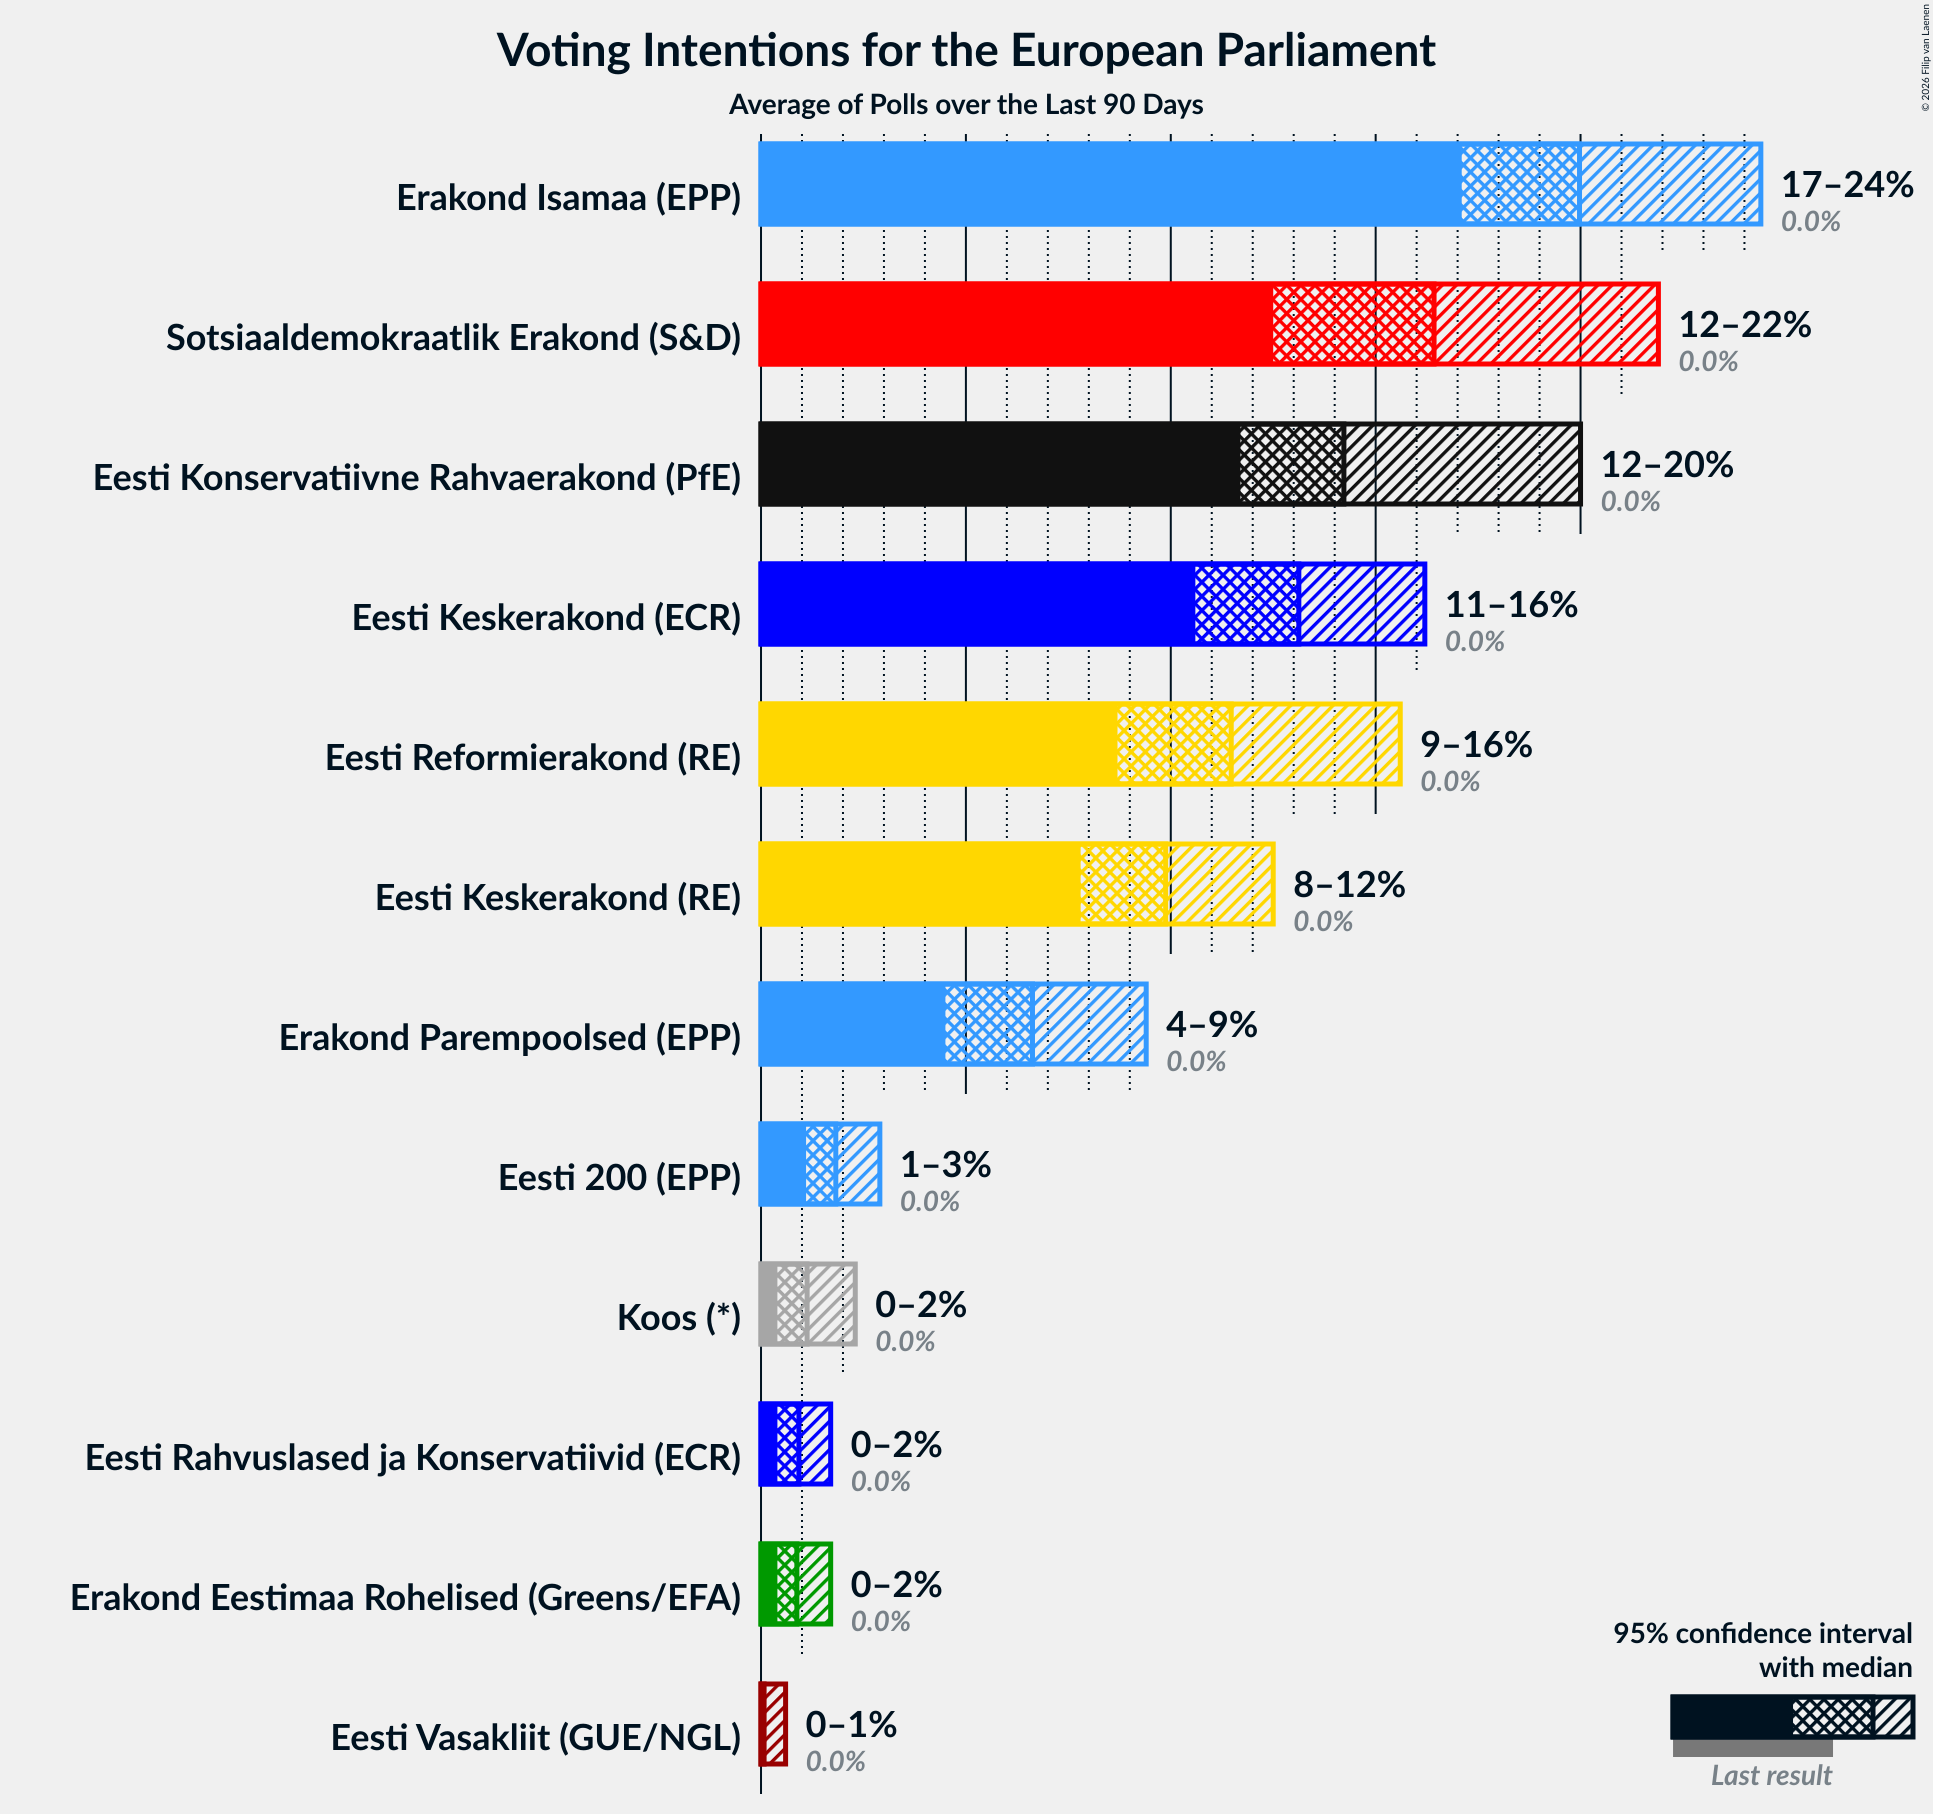 Voting Intentions for the European Parliament
Average of Polls over the Last 90 Days
© 2026 Filip van Laenen
Erakond Isamaa (EPP)
17–24%
0.0%
Sotsiaaldemokraatlik Erakond (S&D)
12–22%
0.0%
Eesti Konservatiivne Rahvaerakond (PfE)
12–20%
0.0%
Eesti Keskerakond (ECR)
11–16%
0.0%
Eesti Reformierakond (RE)
9–16%
0.0%
Eesti Keskerakond (RE)
8–12%
0.0%
Erakond Parempoolsed (EPP)
4–9%
0.0%
Eesti 200 (EPP)
1–3%
0.0%
Koos (*)
0–2%
0.0%
Eesti Rahvuslased ja Konservatiivid (ECR)
0–2%
0.0%
Erakond Eestimaa Rohelised (Greens/EFA)
0–2%
0.0%
Eesti Vasakliit (GUE/NGL)
0–1%
0.0%
95% confidence interval
with median
Last result